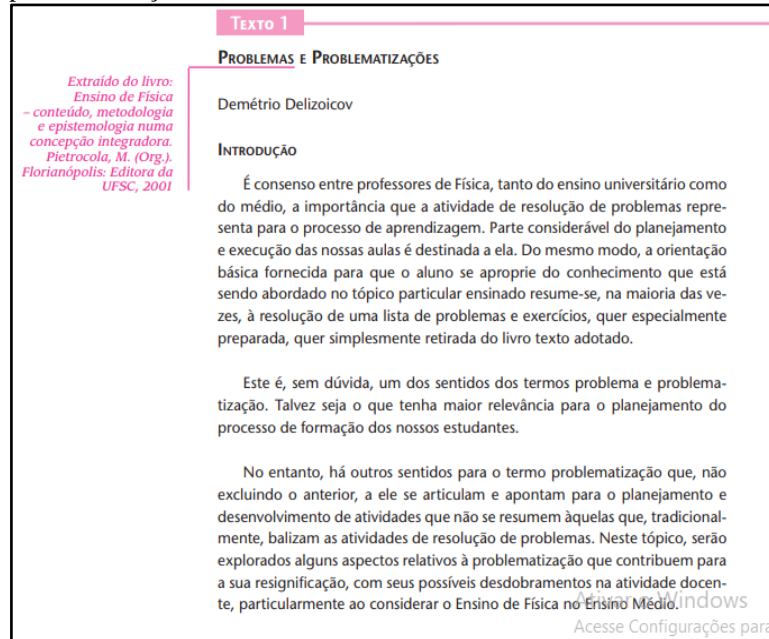 TEXTO 1
PROBLEMAS E PROBLEMATIZAÇÕES
Extraído do livro:
Ensino de Física
– conteúdo, metodologia
e epistemologia numa
concepção integradora.
Pietrocola, M. (Org.).
Florianópolis: Editora da
UFSC, 2001
Demétrio Delizoicov
INTRODUÇÃO
É consenso entre professores de Física, tanto do ensino universitário como
do médio, a importância que a atividade de resolução de problemas repre-
senta para o processo de aprendizagem. Parte considerável do planejamento
e execução das nossas aulas é destinada a ela. Do mesmo modo, a orientação
básica fornecida para que o aluno se aproprie do conhecimento que está
sendo abordado no tópico particular ensinado resume-se, na maioria das ve-
zes, à resolução de uma lista de problemas e exercícios, quer especialmente
preparada, quer simplesmente retirada do livro texto adotado.
Este é, sem dúvida, um dos sentidos dos termos problema e problema-
tização. Talvez seja o que tenha maior relevância para o planejamento do
processo de formação dos nossos estudantes.
No entanto, há outros sentidos para o termo problematização que, não
excluindo o anterior, a ele se articulam e apontam para o planejamento e
desenvolvimento de atividades que não se resumem àquelas que, tradicional-
mente, balizam as atividades de resolução de problemas. Neste tópico, serão
explorados alguns aspectos relativos à problematização que contribuem para
a sua resignificação, com seus possíveis desdobramentos na atividade docen-
te, particularmente ao considerar o Ensino de Física no Ensino Médio.
Ativar o Windows
Acesse Configurações para